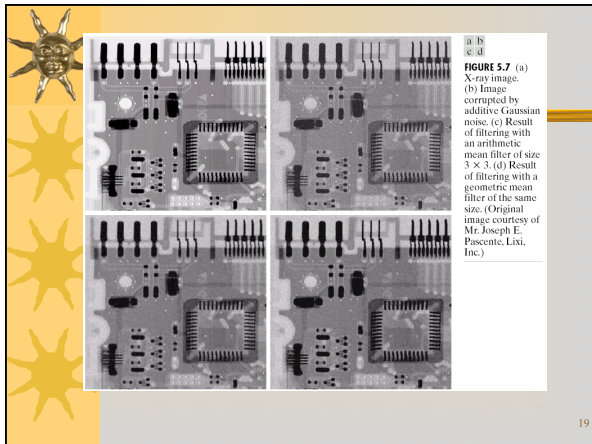 a b
c d
FIGURE 5.7 (a)
X-ray image.
(b) Image
corrupted by
additive Gaussian
noise. (c) Result
of filtering with
an arithmetic
mean filter of size
3 × 3. (d) Result
of filtering with a
geometric mean
filter of the same
size. (Original
image courtesy of
Mr. Joseph E.
Pascente, Lixi,
Inc.)
19